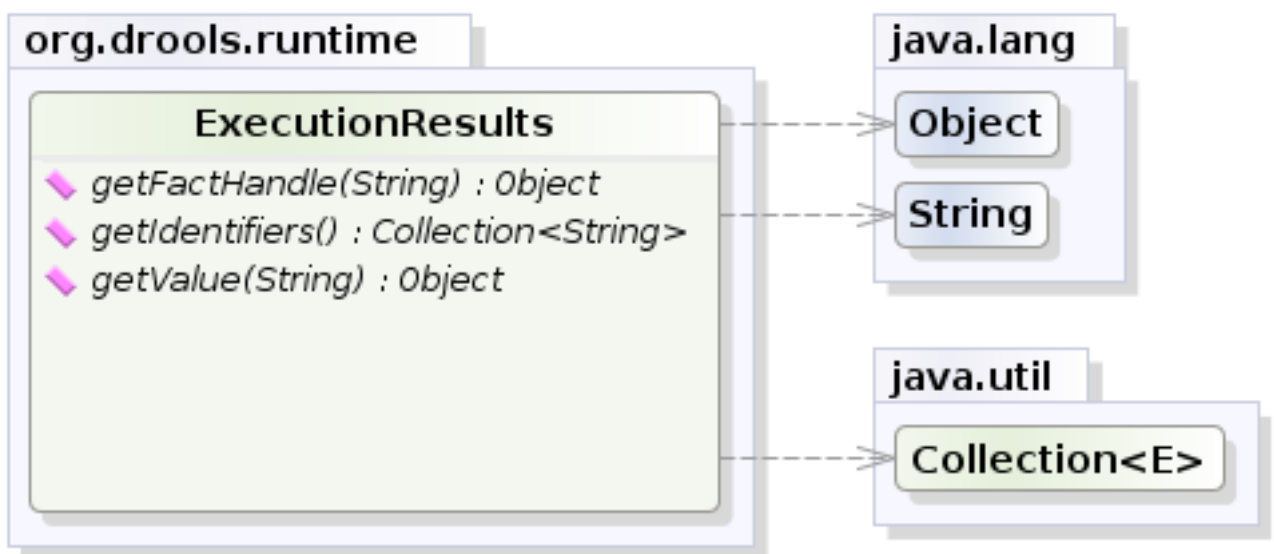 org.drools.runtime
ExecutionResults
getFactHandle(String) : Object
getIdentifiers() : Collection<String>
getValue(String) : Object
java.lang
Object
String
java.util
Collection<E>